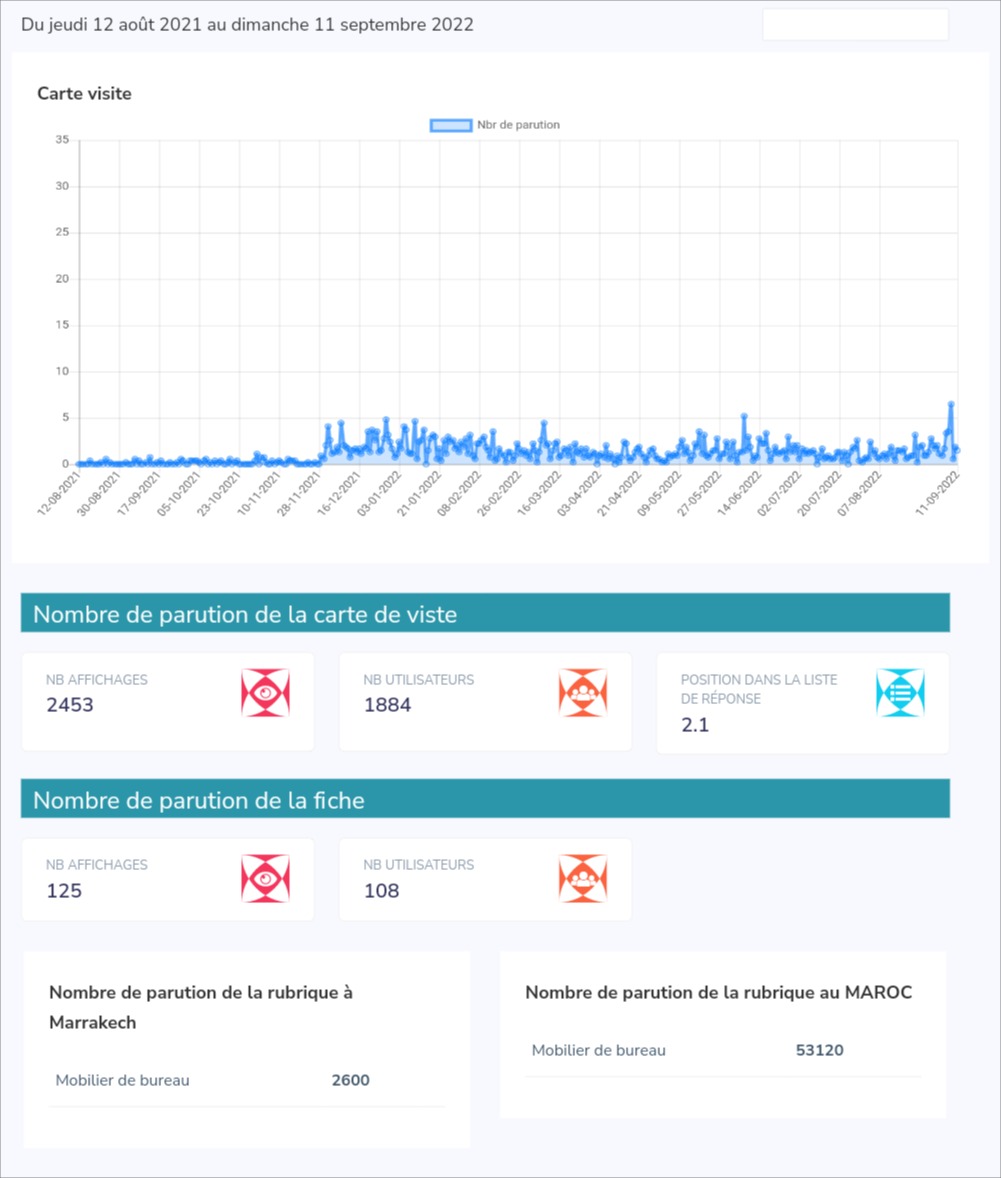 Du jeudi 12 août 2021 au dimanche 11 septembre 2022
Carte visite
Nbr de parution
35
30
25
20
15
10
5
0
12-08-2021
30-08-2021
17-09-2021
05-10-2021
23-10-2021
10-11-2021
28-11-2021
16-12-2021
03-01-2022
21-01-2022
08-02-2022
26-02-2022
16-03-2022
03-04-2022
21-04-2022
09-05-2022
27-05-2022
14-06-2022
02-07-2022
20-07-2022
07-08-2022
11-09-2022
Nombre de parution de la carte de viste
NB AFFICHAGES
2453
NB UTILISATEURS
1884
POSITION DANS LA LISTE
DE RÉPONSE
2.1
Nombre de parution de la fiche
NB AFFICHAGES
125
NB UTILISATEURS
108
Nombre de parution de la rubrique à
Marrakech
Mobilier de bureau 2600
Nombre de parution de la rubrique au MAROC
Mobilier de bureau 53120